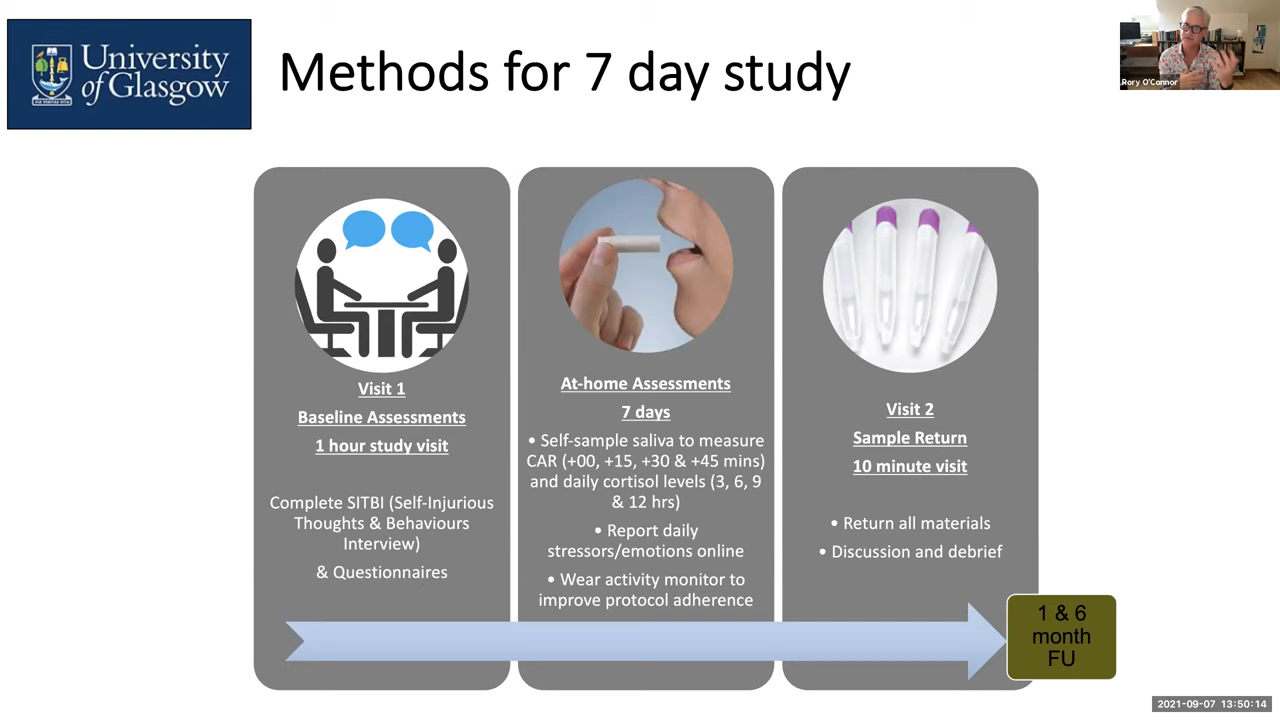 University
of Glasgow
VIA VERITAS VITA
Methods for 7 day study
Rory O'Connor
Visit 1
Baseline Assessments
1 hour study visit
Complete SITBI (Self-Injurious
Thoughts & Behaviours
Interview)
& Questionnaires
At-home Assessments
7 days
• Self-sample saliva to measure
CAR (+00, +15, +30 & +45 mins)
and daily cortisol levels (3, 6, 9
& 12 hrs)
• Report daily
stressors/emotions online
• Wear activity monitor to
improve protocol adherence
Visit 2
Sample Return
10 minute visit
• Return all materials
• Discussion and debrief
1 & 6
month
FU
2021-09-07 13:50:14